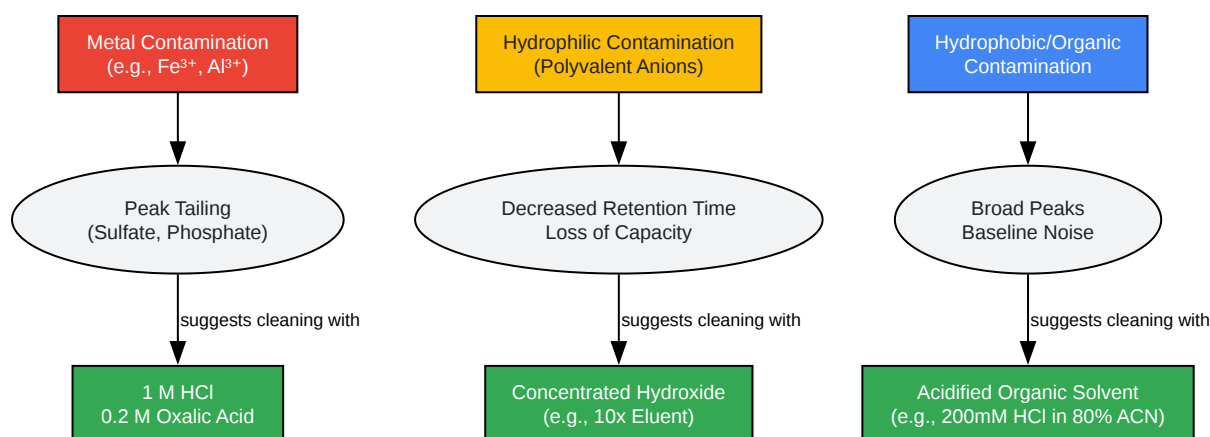 Metal Contamination
(e.g., Fe³⁺, Al³⁺)
Hydrophilic Contamination
(Polyvalent Anions)
Hydrophobic/Organic
Contamination
Peak Tailing
(Sulfate, Phosphate)
Decreased Retention Time
Loss of Capacity
Broad Peaks
Baseline Noise
suggests cleaning with
suggests cleaning with
suggests cleaning with
1 M HCl
0.2 M Oxalic Acid
Concentrated Hydroxide
(e.g., 10x Eluent)
Acidified Organic Solvent
(e.g., 200mM HCl in 80% ACN)